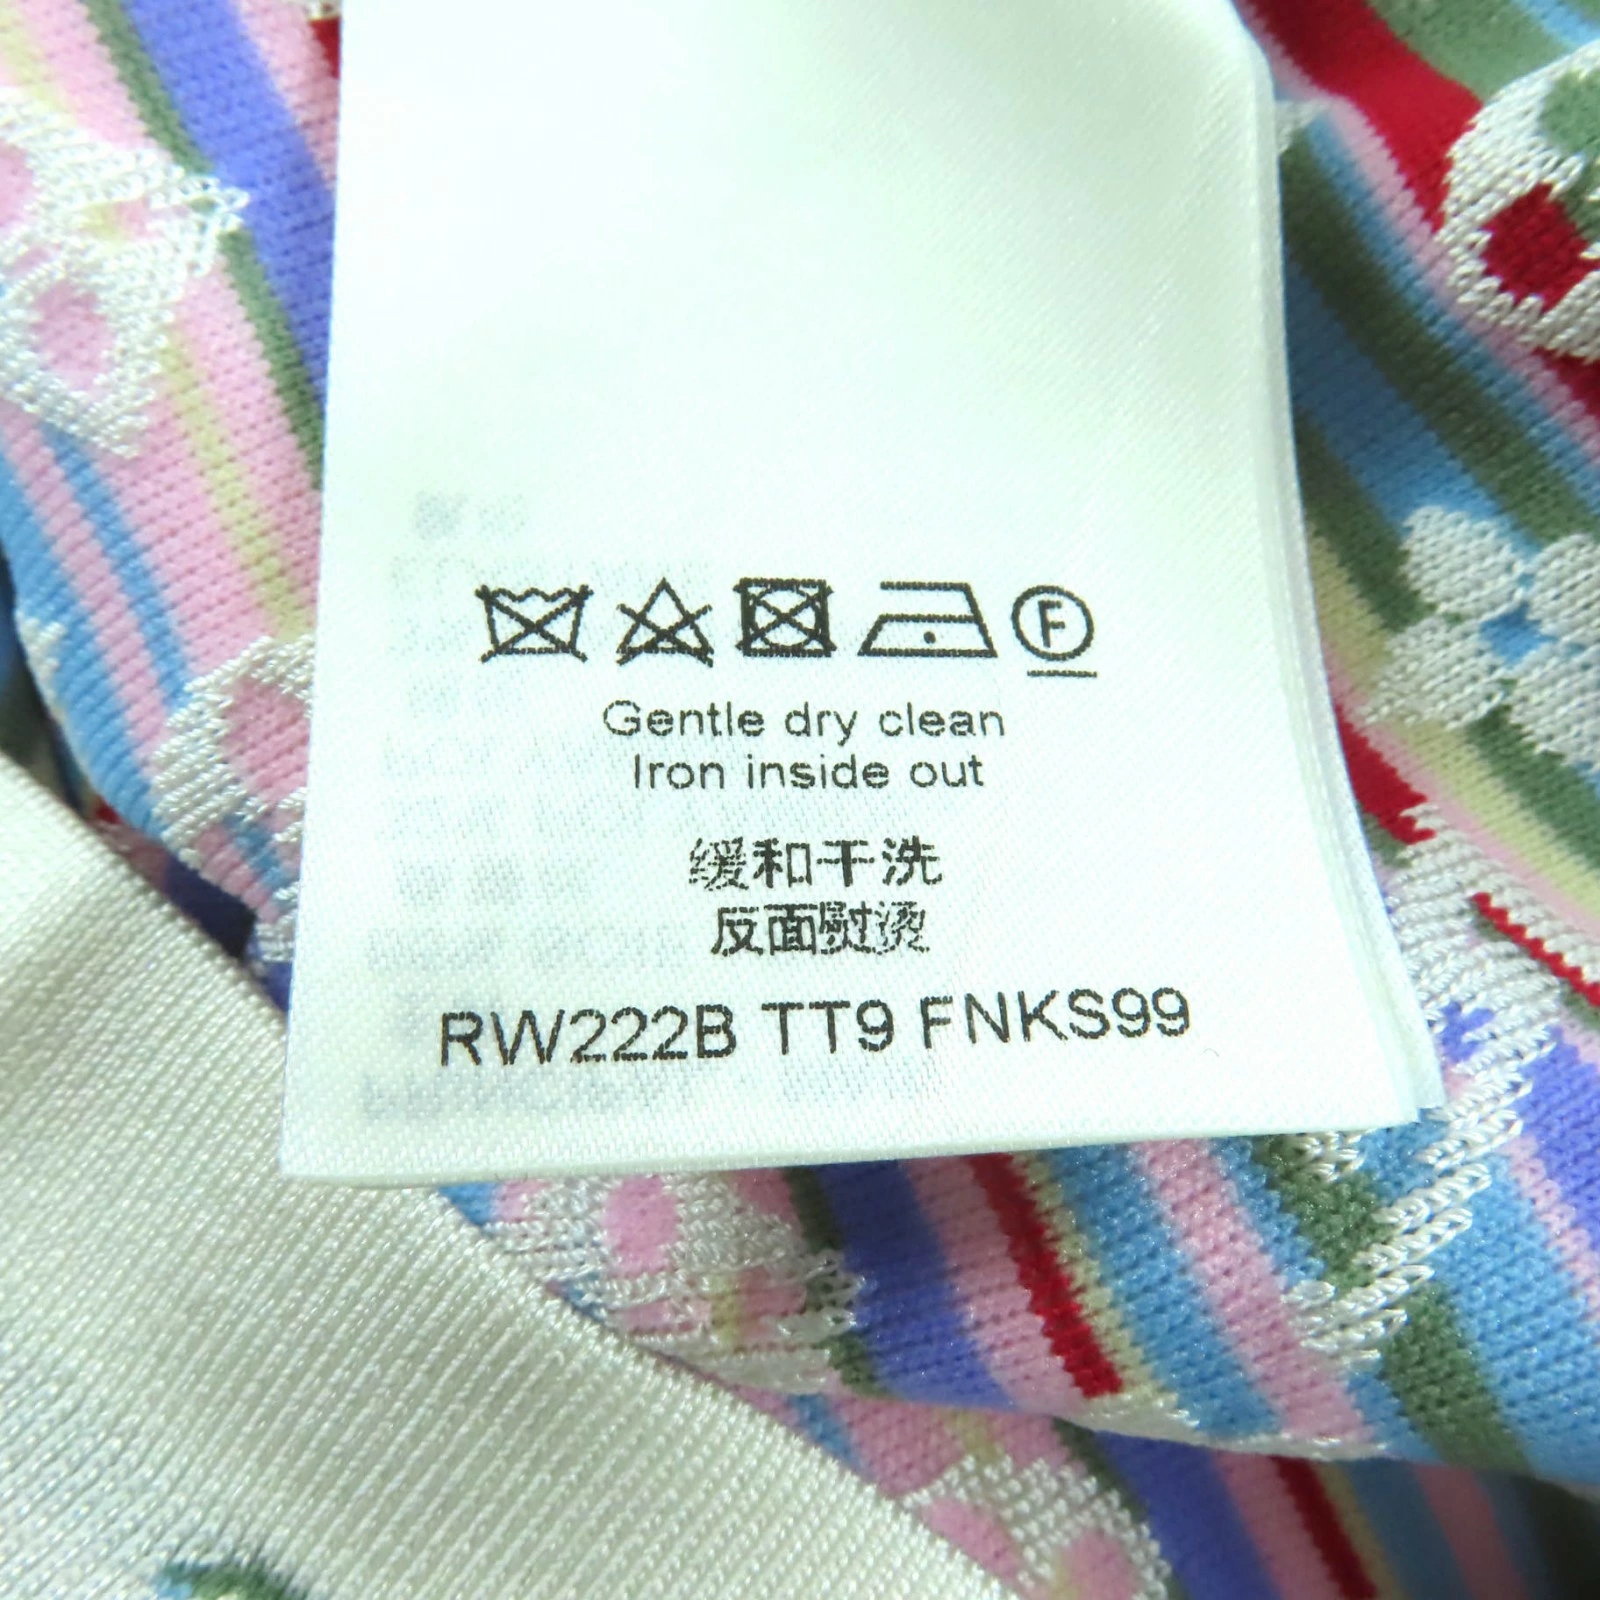 F
Gentle dry clean
Iron inside out
缓和干洗
反面熨烫
RW222B TT9 FNKS99